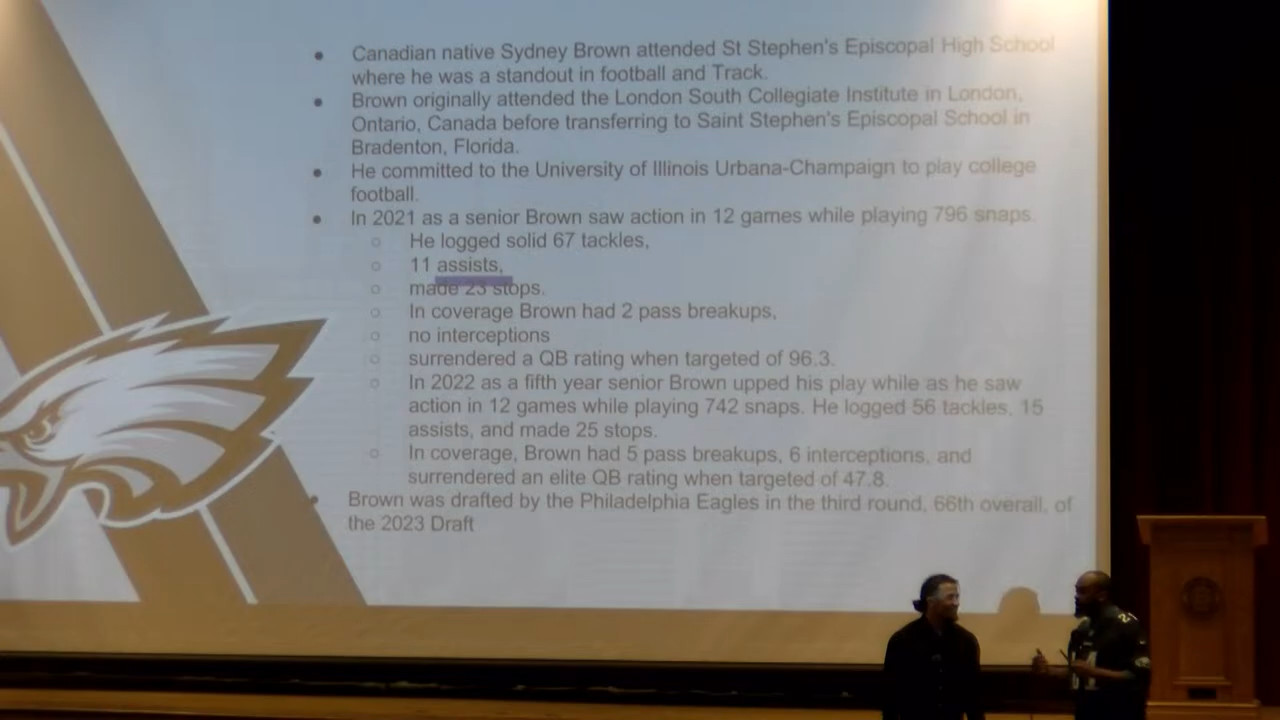 Canadian native Sydney Brown attended St Stephen's Episcopal High School
where he was a standout in football and Track.
Brown originally attended the London South Collegiate Institute in London,
Ontario, Canada before transferring to Saint Stephen's Episcopal School in
Bradenton, Florida.
He committed to the University of Illinois Urbana-Champaign to play college
football.
In 2021 as a senior Brown saw action in 12 games while playing 796 snaps.
He logged solid 67 tackles,
11 assists,
made 23 stops.
In coverage Brown had 2 pass breakups,
no interceptions
surrendered a QB rating when targeted of 96.3.
In 2022 as a fifth year senior Brown upped his play while as he saw
action in 12 games while playing 742 snaps. He logged 56 tackles, 15
assists, and made 25 stops.
In coverage, Brown had 5 pass breakups, 6 interceptions, and
surrendered an elite QB rating when targeted of 47.8.
Brown was drafted by the Philadelphia Eagles in the third round, 66th overall, of
the 2023 Draft